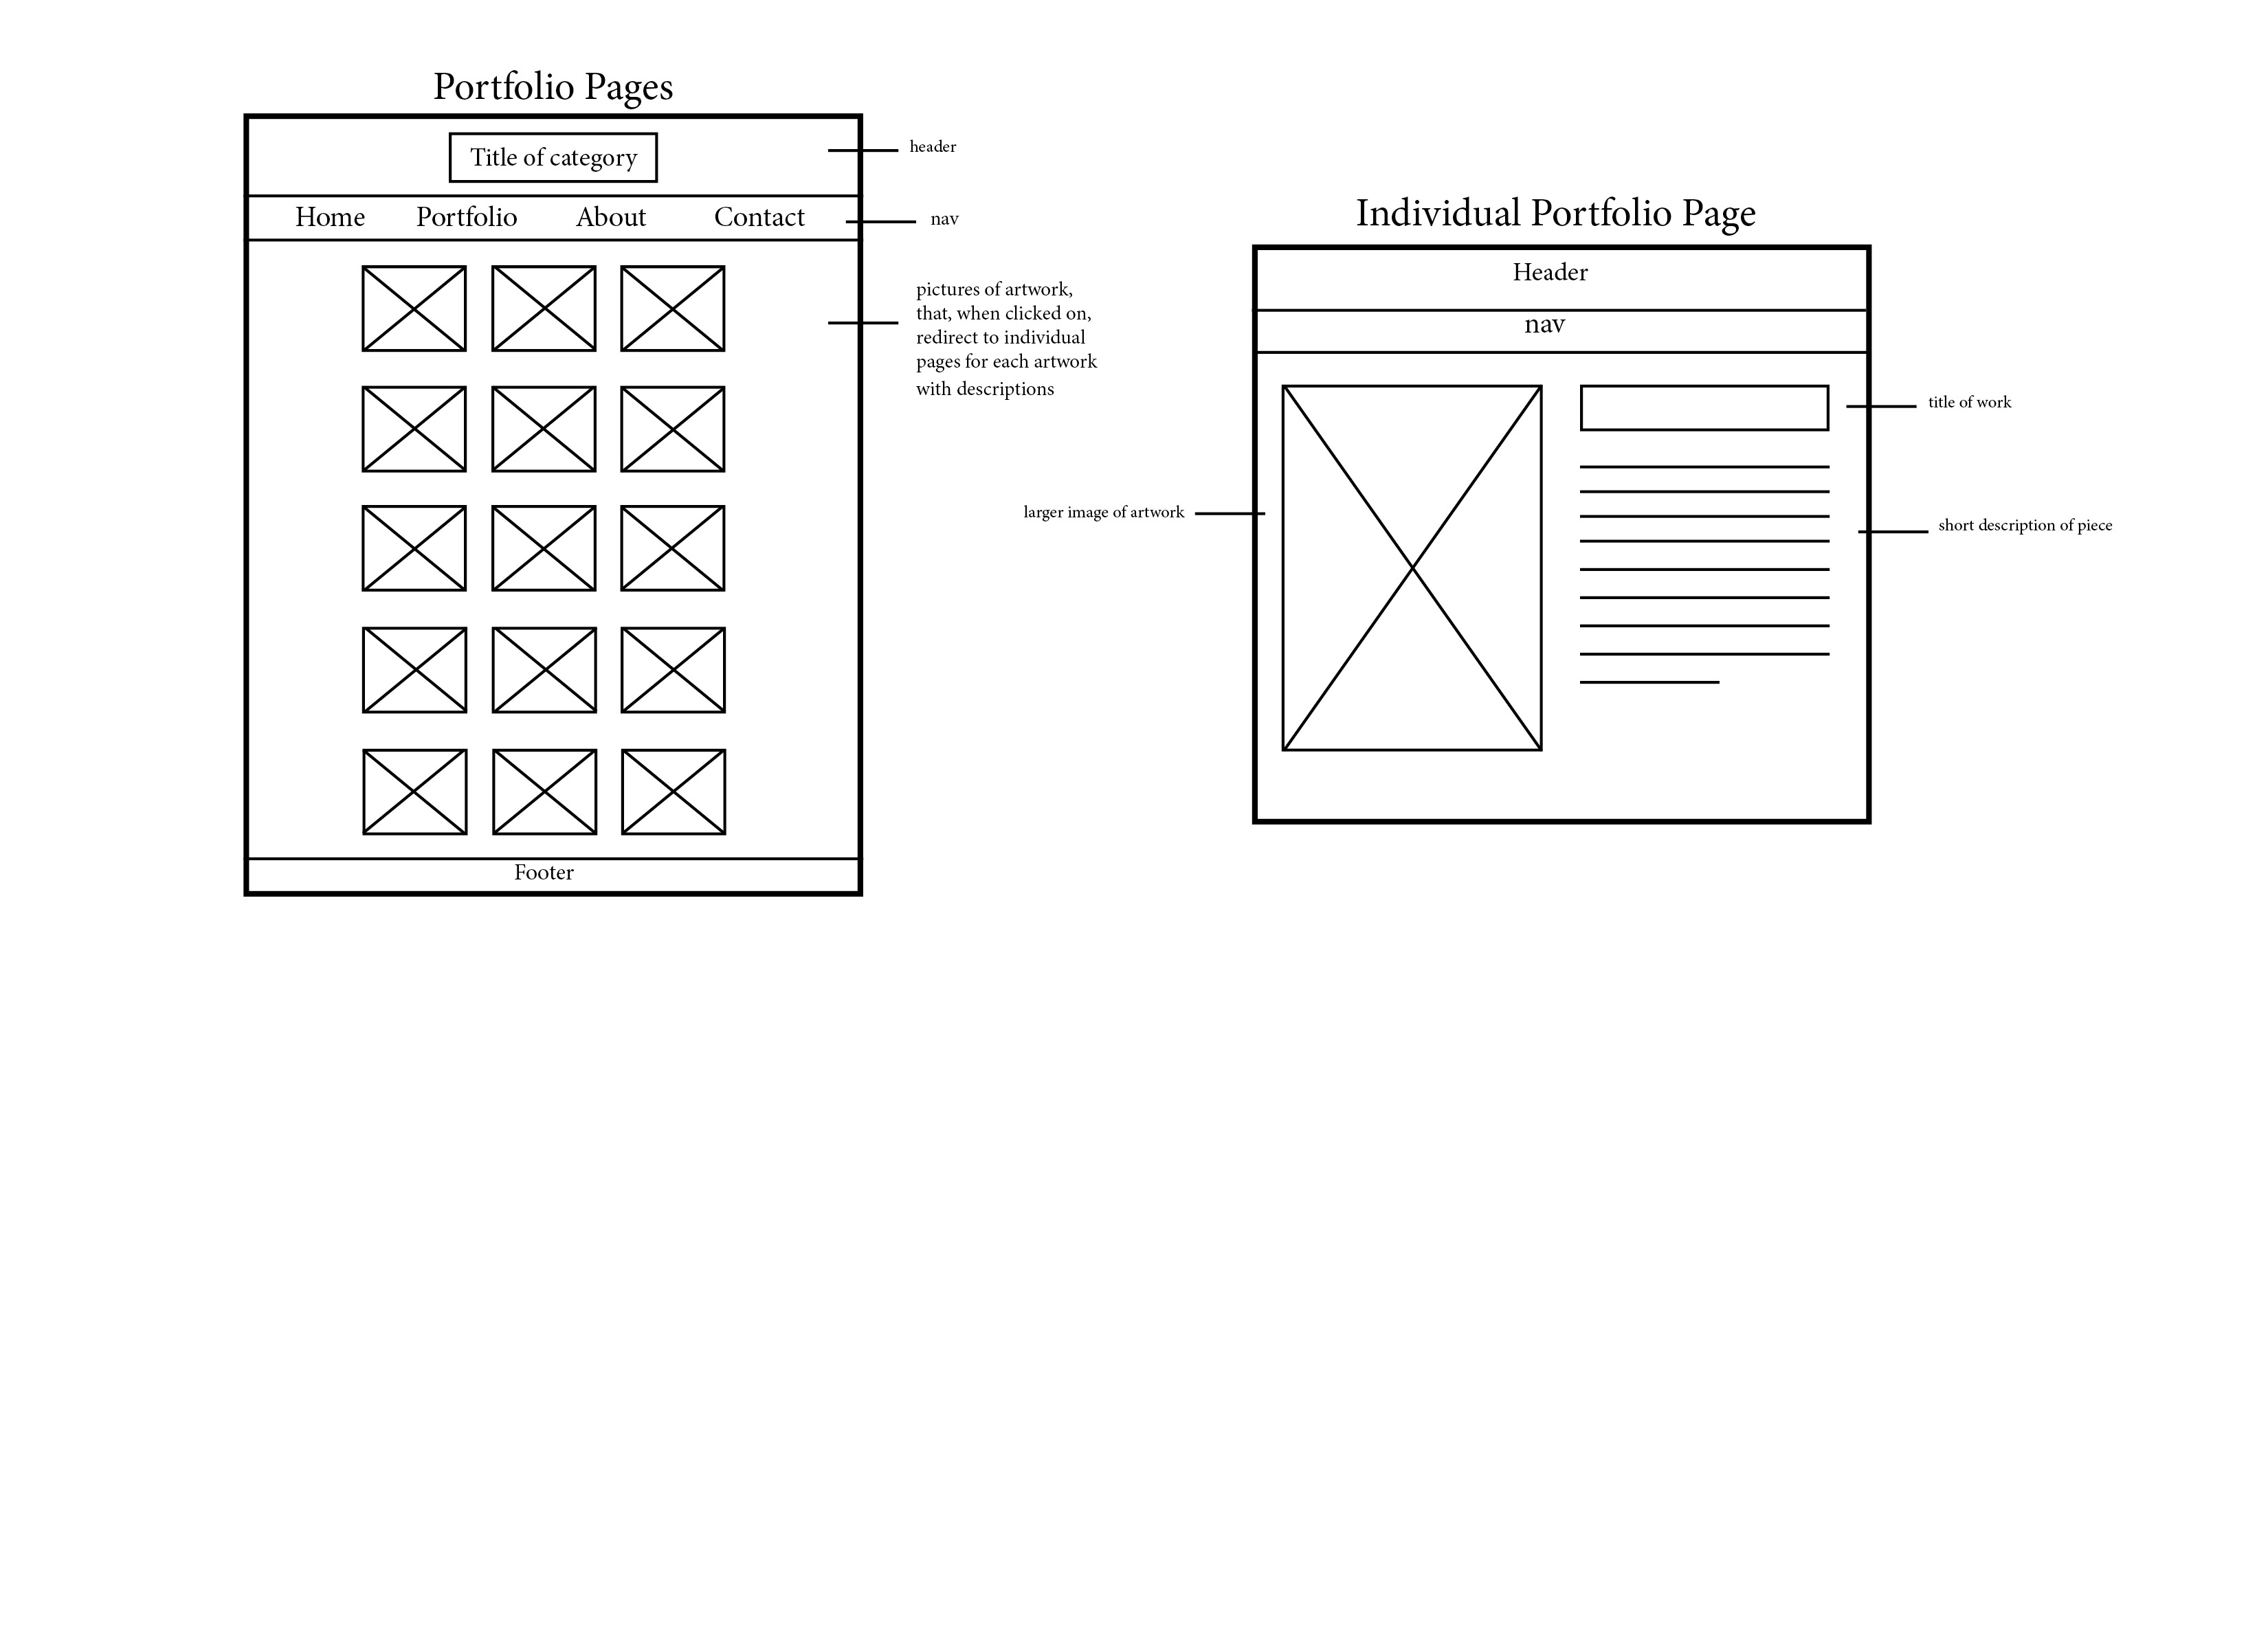 Portfolio Pages
Title of category
header
Home Portfolio About Contact
nav
pictures of artwork,
that, when clicked on,
redirect to individual
pages for each artwork
with descriptions
Footer
Individual Portfolio Page
Header
nav
title of work
larger image of artwork
short description of piece